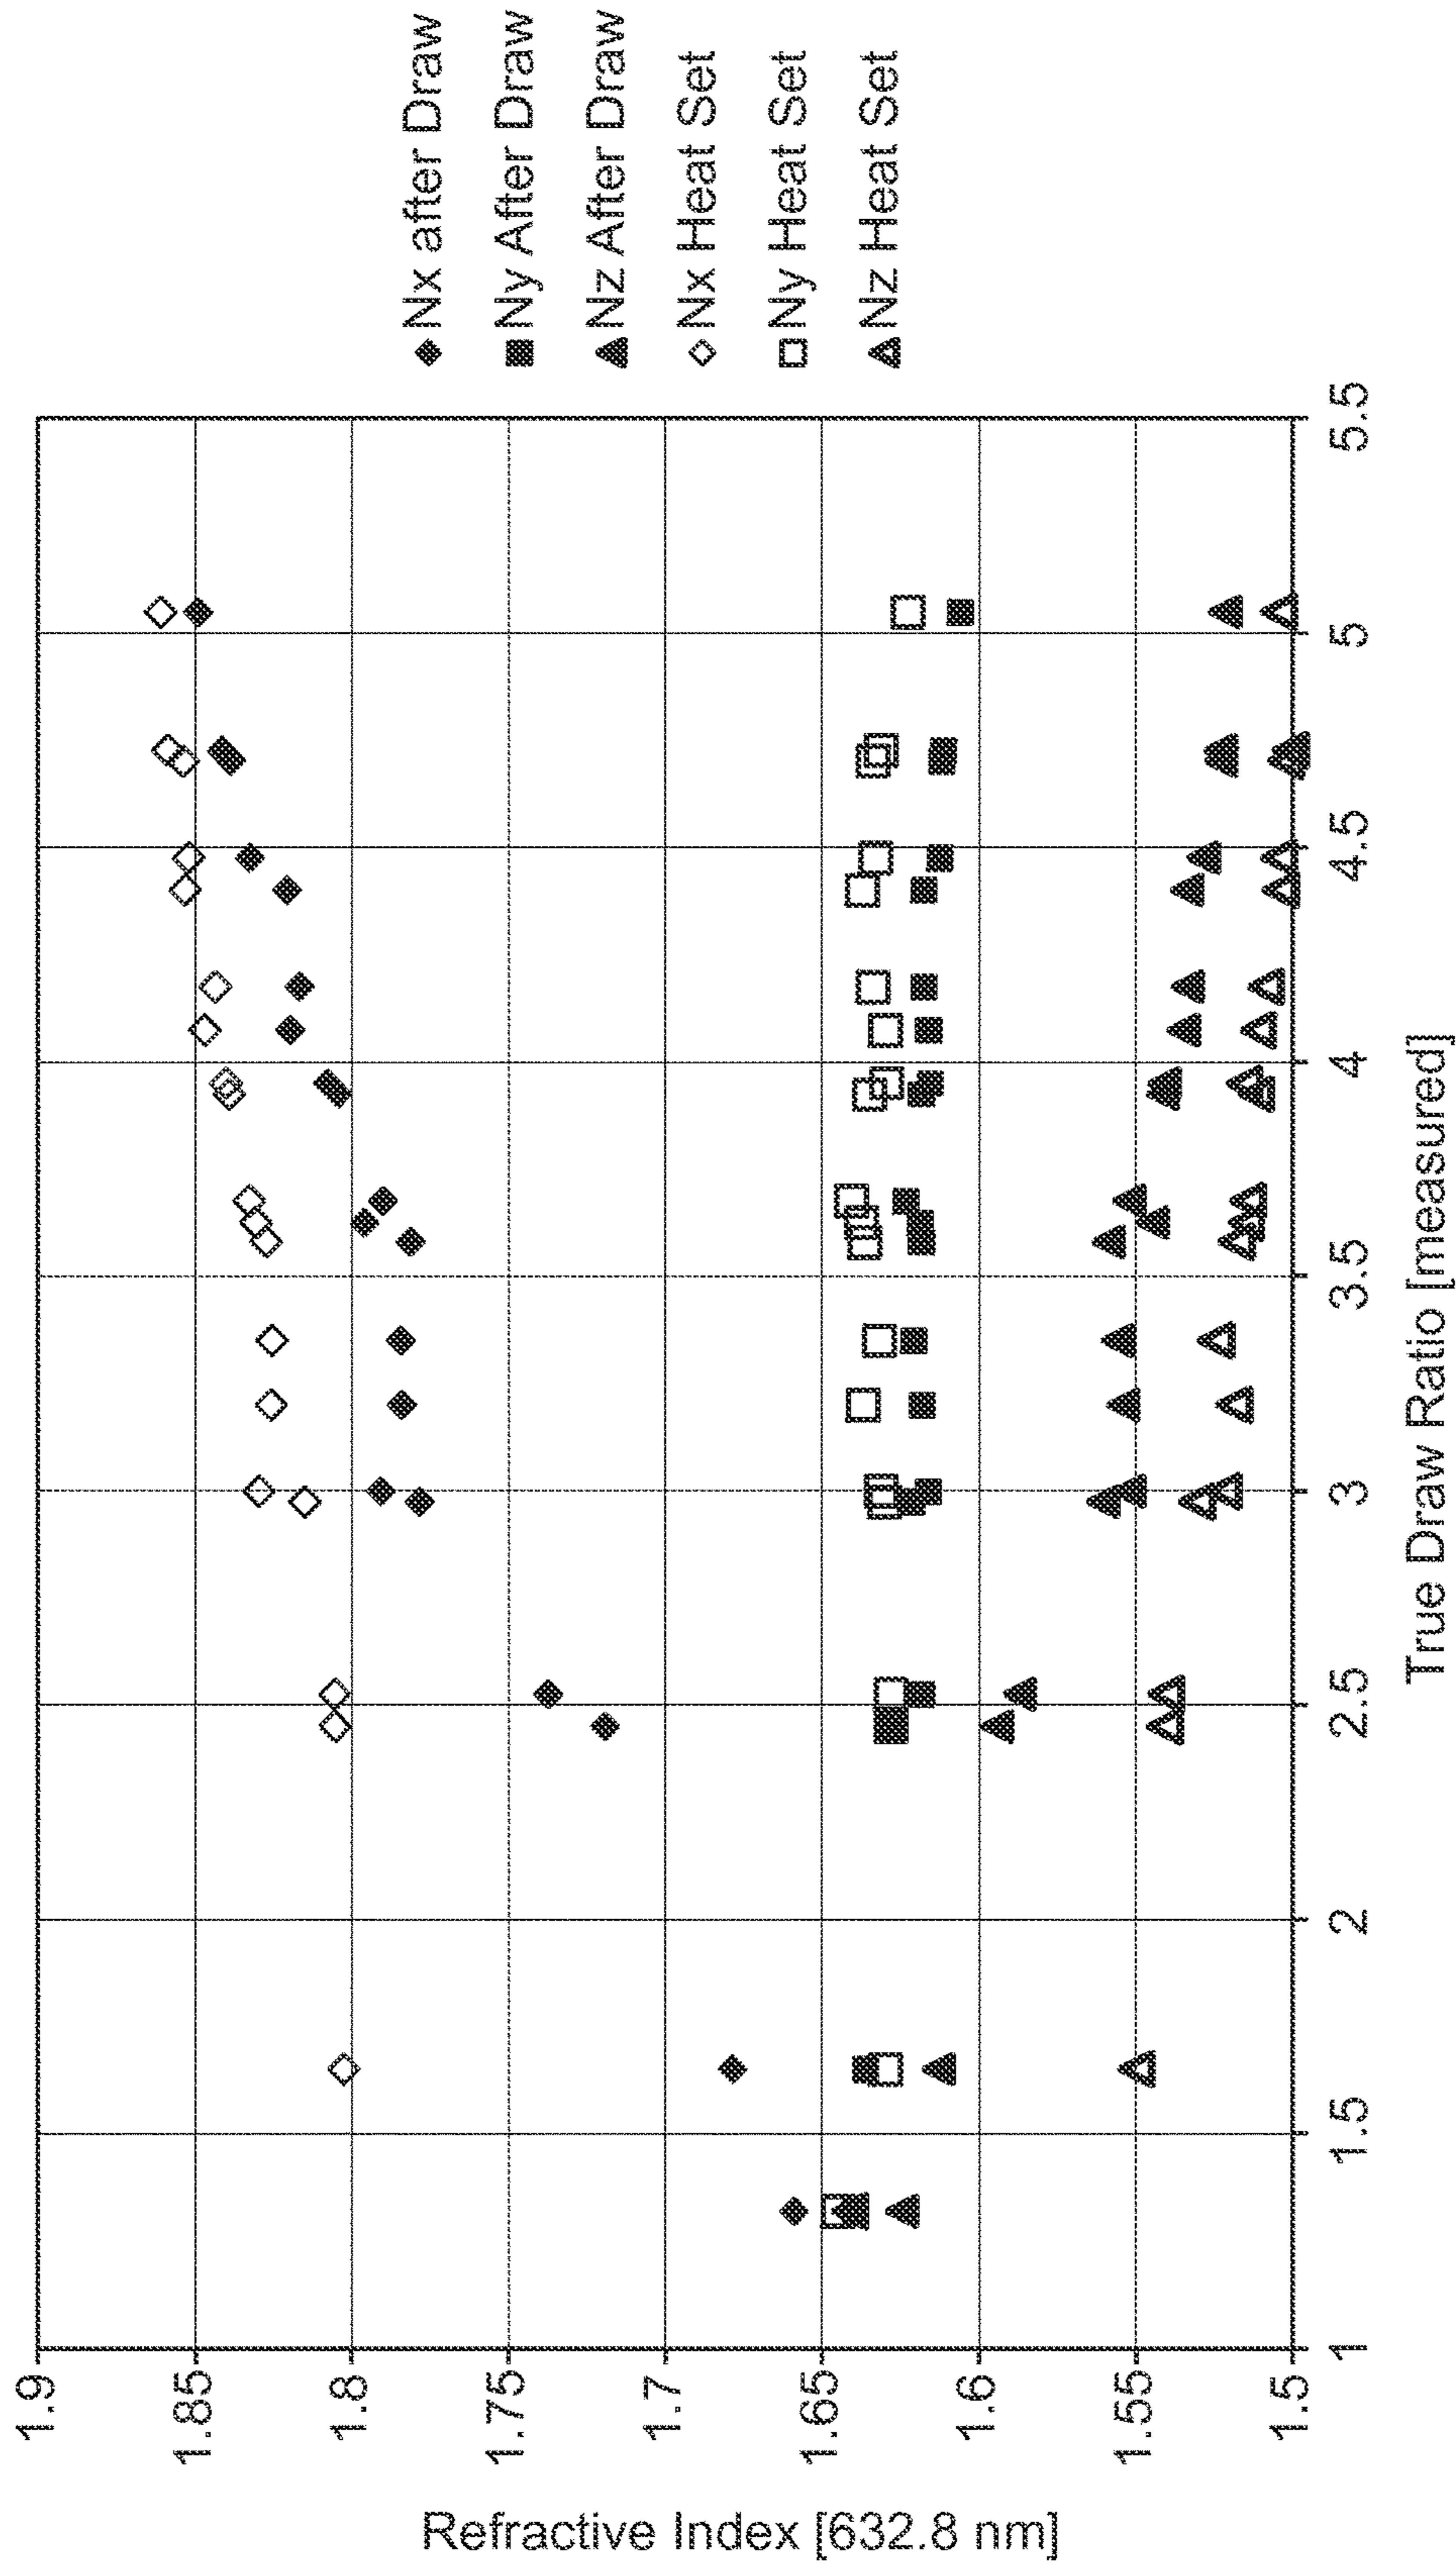 Refractive Index [632.8 nm]
1.9
1.85
1.8
1.75
1.7
1.65
1.6
1.55
1.5
1
1.5
2
2.5
3
3.5
4
4.5
5
5.5
True Draw Ratio [measured]
Nx after Draw
Ny After Draw
Nz After Draw
Nx Heat Set
Ny Heat Set
Nz Heat Set